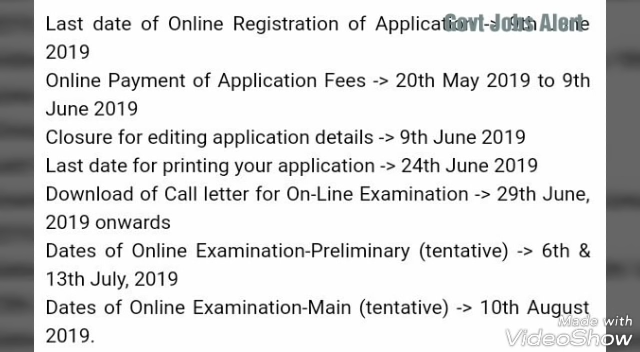 Last date of Online Registration of Application -> 9th June
2019
Govt Jobs Alert
Online Payment of Application Fees -> 20th May 2019 to 9th
June 2019
Closure for editing application details -> 9th June 2019
Last date for printing your application -> 24th June 2019
Download of Call letter for On-Line Examination -> 29th June,
2019 onwards
Dates of Online Examination-Preliminary (tentative) -> 6th &
13th July, 2019
Dates of Online Examination-Main (tentative) -> 10th August
2019.
Made with
VideoShow